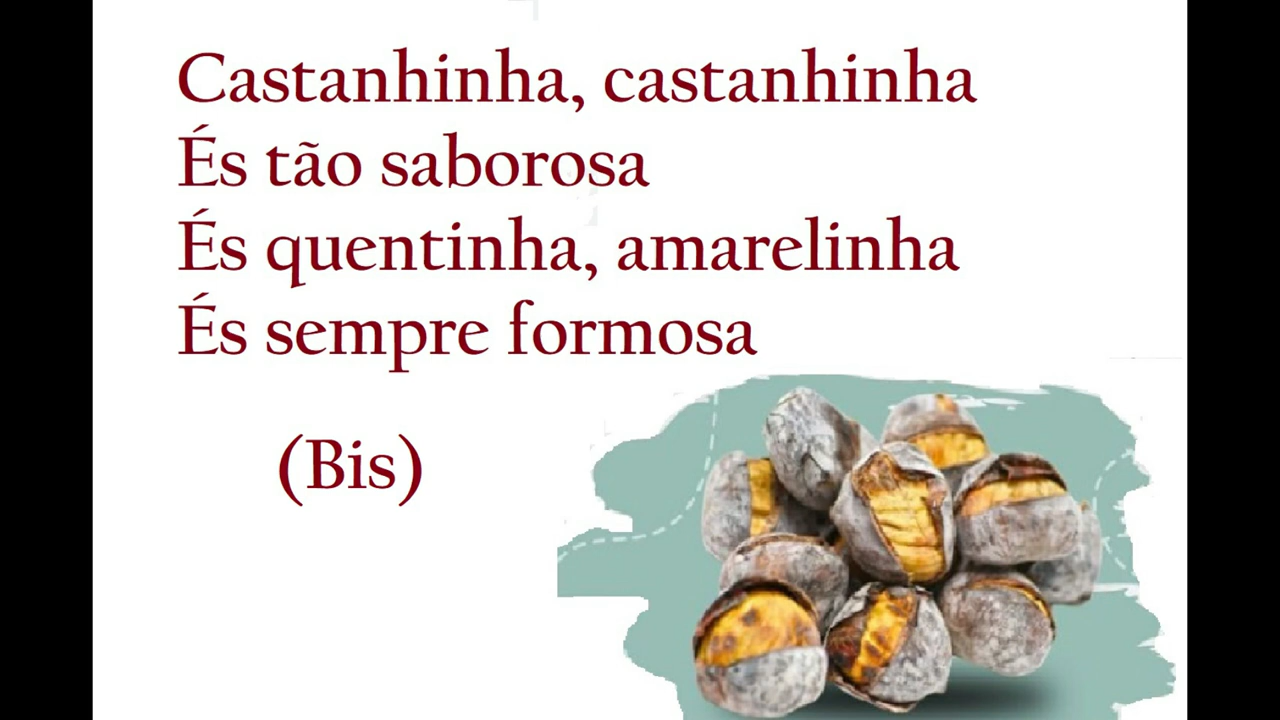 Castanhinha, castanhinha
És tão saborosa
És quentinha, amarelinha
És sempre formosa
(Bis)